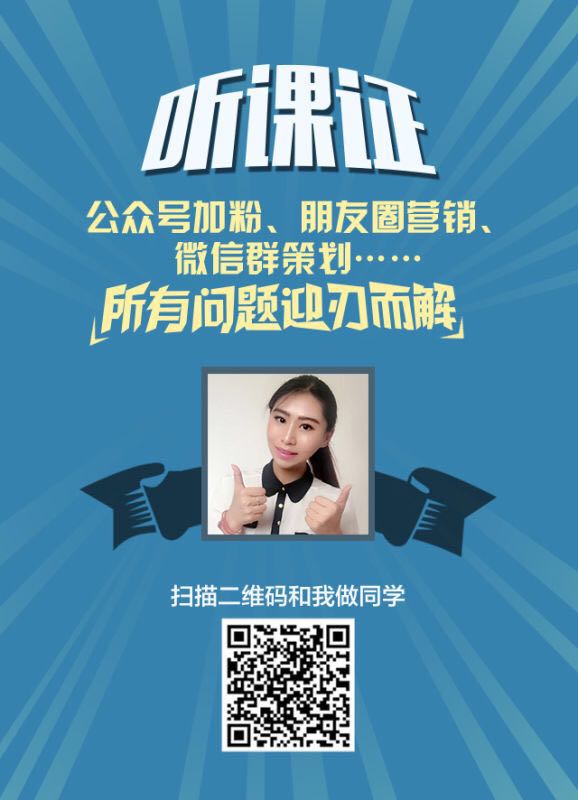 听课证
公众号加粉、朋友圈营销、
微信群策划……
所有问题迎刃而解
扫描二维码和我做同学